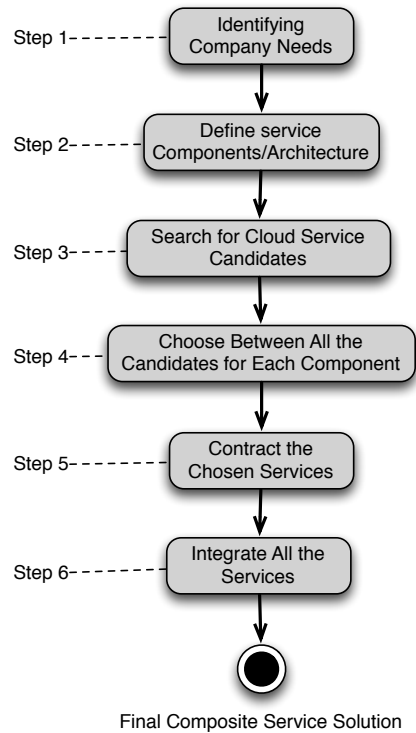 Step 1
Identifying
Company Needs
Step 2
Define service
Components/Architecture
Step 3
Search for Cloud Service
Candidates
Step 4
Choose Between All the
Candidates for Each Component
Step 5
Contract the
Chosen Services
Step 6
Integrate All the
Services
Final Composite Service Solution